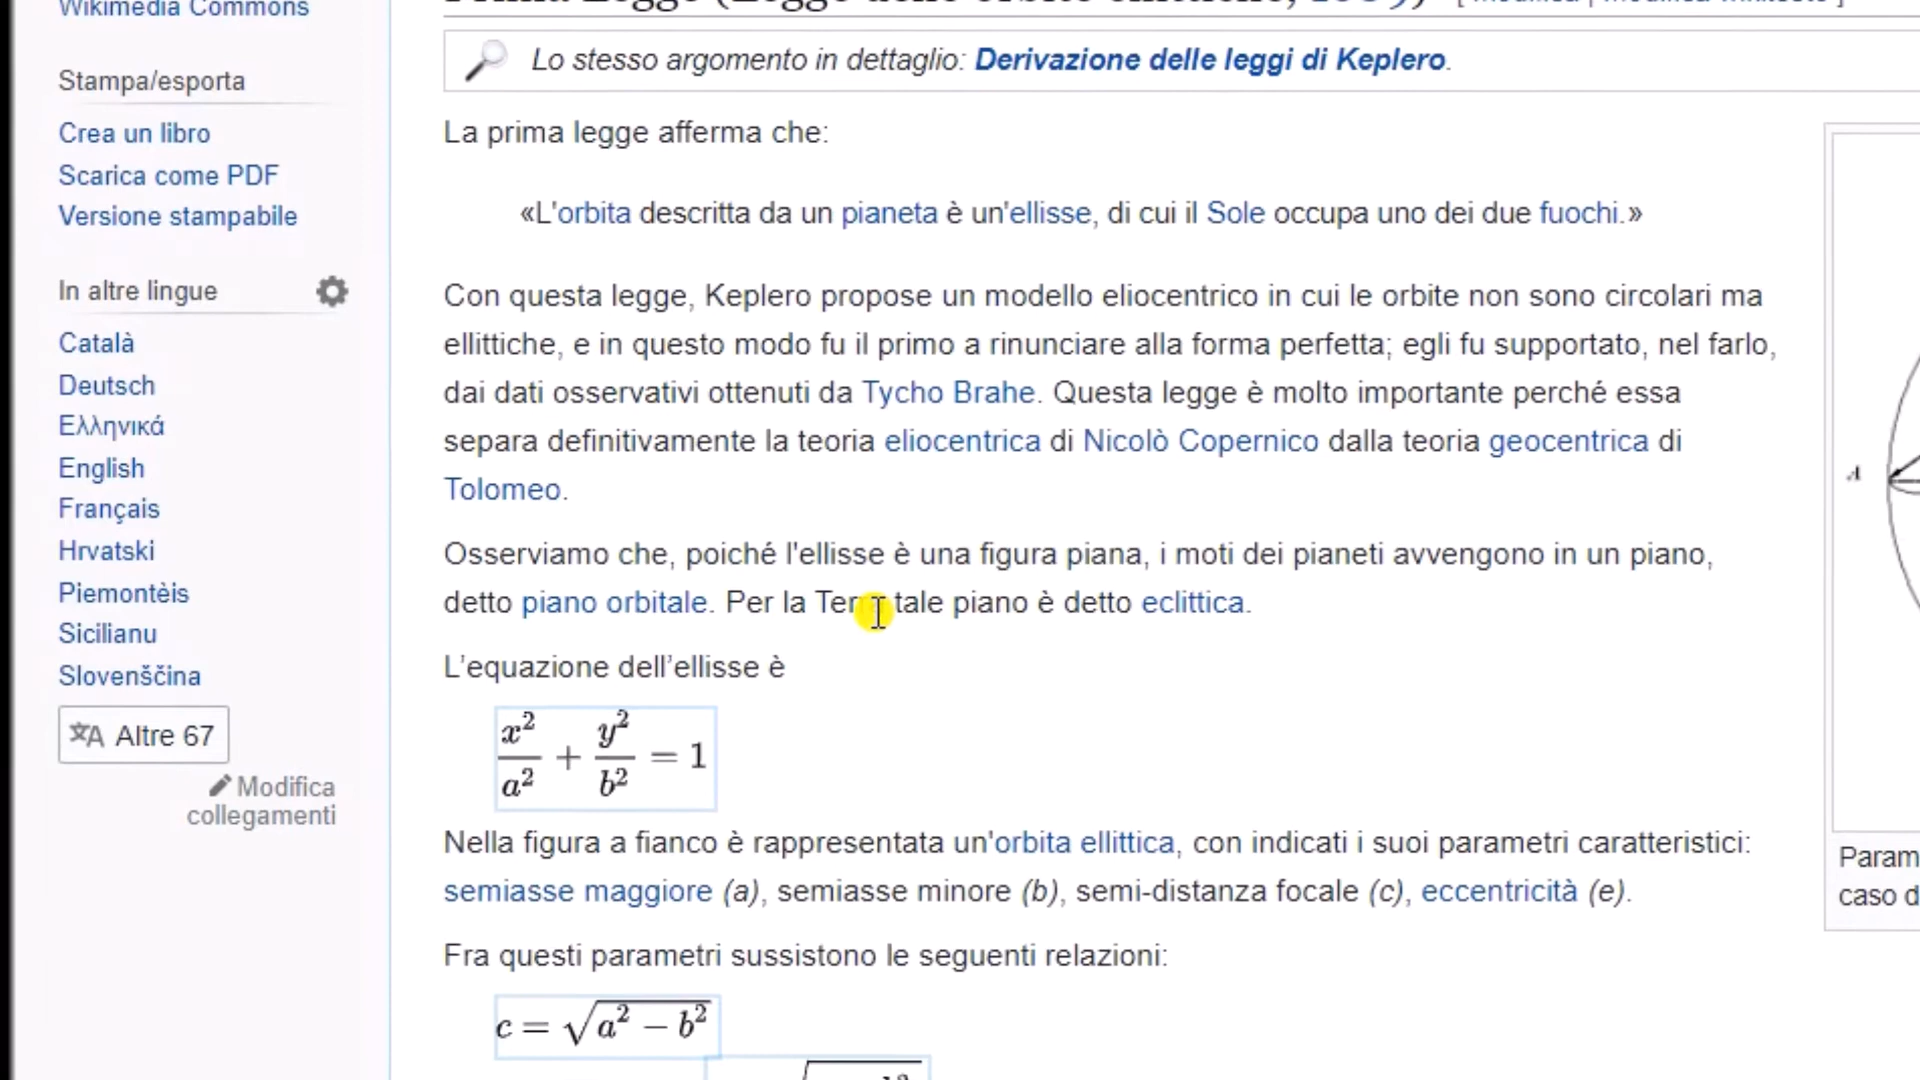 Wikimedia Commons
Stampa/esporta
Crea un libro
Scarica come PDF
Versione stampabile
In altre lingue
Català
Deutsch
Ελληνικά
English
Français
Hrvatski
Piemontèis
Sicilianu
Slovenščina
Altre 67
Modifica
collegamenti
Lo stesso argomento in dettaglio: Derivazione delle leggi di Keplero.
La prima legge afferma che:
«L'orbita descritta da un pianeta è un'ellisse, di cui il Sole occupa uno dei due fuochi.»
Con questa legge, Keplero propose un modello eliocentrico in cui le orbite non sono circolari ma
ellittiche, e in questo modo fu il primo a rinunciare alla forma perfetta; egli fu supportato, nel farlo,
dai dati osservativi ottenuti da Tycho Brahe. Questa legge è molto importante perché essa
separa definitivamente la teoria eliocentrica di Nicolò Copernico dalla teoria geocentrica di
Tolomeo.
Osserviamo che, poiché l'ellisse è una figura piana, i moti dei pianeti avvengono in un piano,
detto piano orbitale. Per la Terra tale piano è detto eclittica.
L’equazione dell’ellisse è
x²/a² + y²/b² = 1
Nella figura a fianco è rappresentata un'orbita ellittica, con indicati i suoi parametri caratteristici:
semiasse maggiore (a), semiasse minore (b), semi-distanza focale (c), eccentricità (e).
Fra questi parametri sussistono le seguenti relazioni:
c = √(a² − b²)
A
Param
caso d